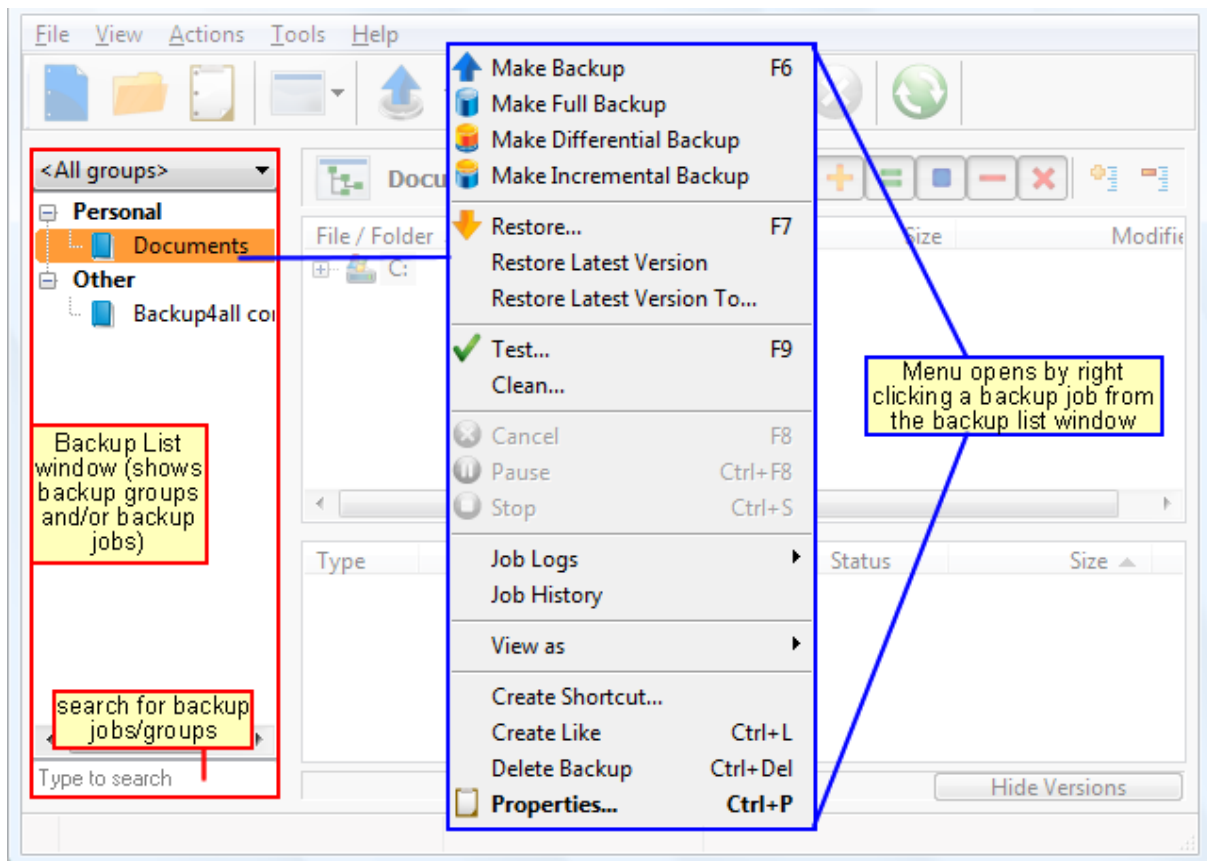 File View Actions Tools Help
<All groups>
Personal
Documents
Other
Backup4all
Backup List
window (shows
backup groups
and/or backup
jobs)
search for backup
jobs/groups
Type to search
Docu
File / Folder
Size
Modifie
C:
Make Backup F6
Make Full Backup
Make Differential Backup
Make Incremental Backup
Restore... F7
Restore Latest Version
Restore Latest Version To...
Test... F9
Clean...
Cancel F8
Pause Ctrl+F8
Stop Ctrl+S
Job Logs
Job History
View as
Create Shortcut...
Create Like Ctrl+L
Delete Backup Ctrl+Del
Properties... Ctrl+P
Menu opens by right
clicking a backup job from
the backup list window
Type
Status
Size
Hide Versions